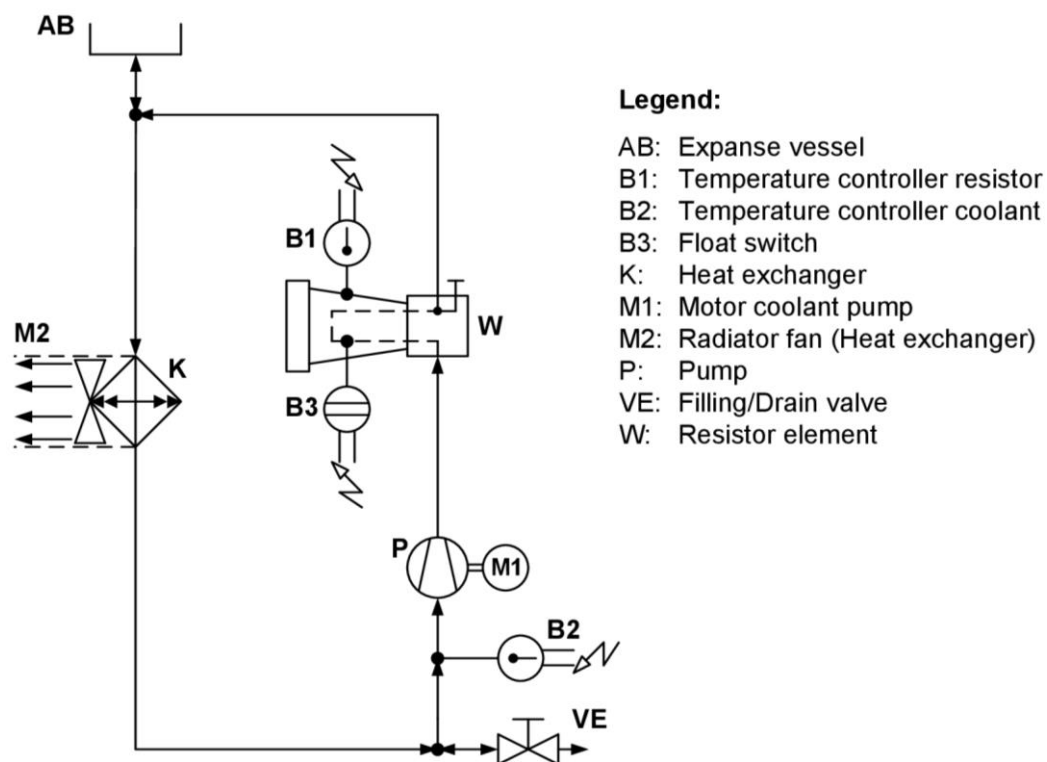 AB
Legend:
AB: Expanse vessel
B1: Temperature controller resistor
B2: Temperature controller coolant
B3: Float switch
K: Heat exchanger
M1: Motor coolant pump
M2: Radiator fan (Heat exchanger)
P: Pump
VE: Filling/Drain valve
W: Resistor element
B1
W
M2
K
B3
P
M1
B2
VE